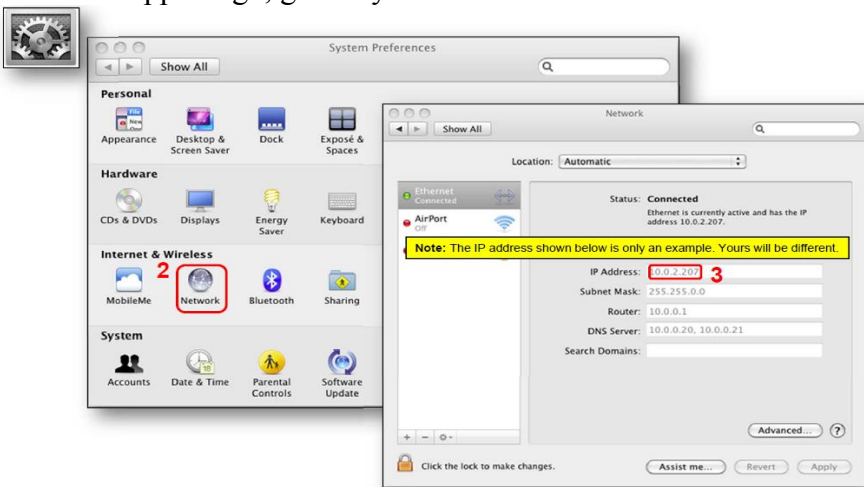 System Preferences
Show All
Personal
File
New
Appearance
Desktop &
Screen Saver
Dock
Exposé &
Spaces
Hardware
CDs & DVDs
Displays
Energy
Saver
Keyboard
Internet & Wireless
2
MobileMe
Network
Bluetooth
Sharing
System
18
Accounts
Date & Time
Parental
Controls
Software
Update
Network
Show All
Location: Automatic
Ethernet
Connected
AirPort
Off
Status: Connected
Ethernet is currently active and has the IP
address 10.0.2.207.
Note: The IP address shown below is only an example. Yours will be different.
IP Address: 10.0.2.207 3
Subnet Mask: 255.255.0.0
Router: 10.0.0.1
DNS Server: 10.0.0.20, 10.0.0.21
Search Domains:
Advanced... ?
Click the lock to make changes.
Assist me... Revert Apply